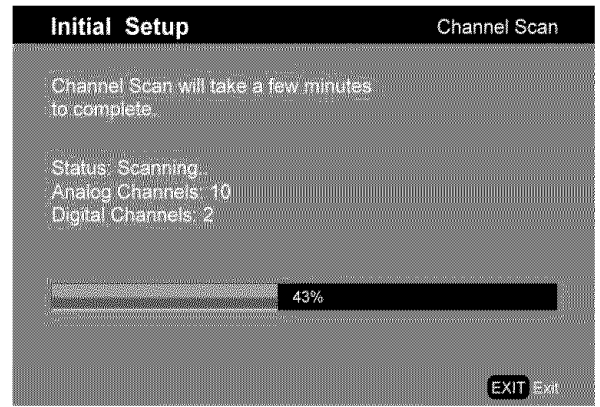 Initial Setup
Channel Scan
Channel Scan will take a few minutes
to complete.
Status: Scanning..
Analog Channels: 10
Digital Channels: 2
43%
EXIT Exit